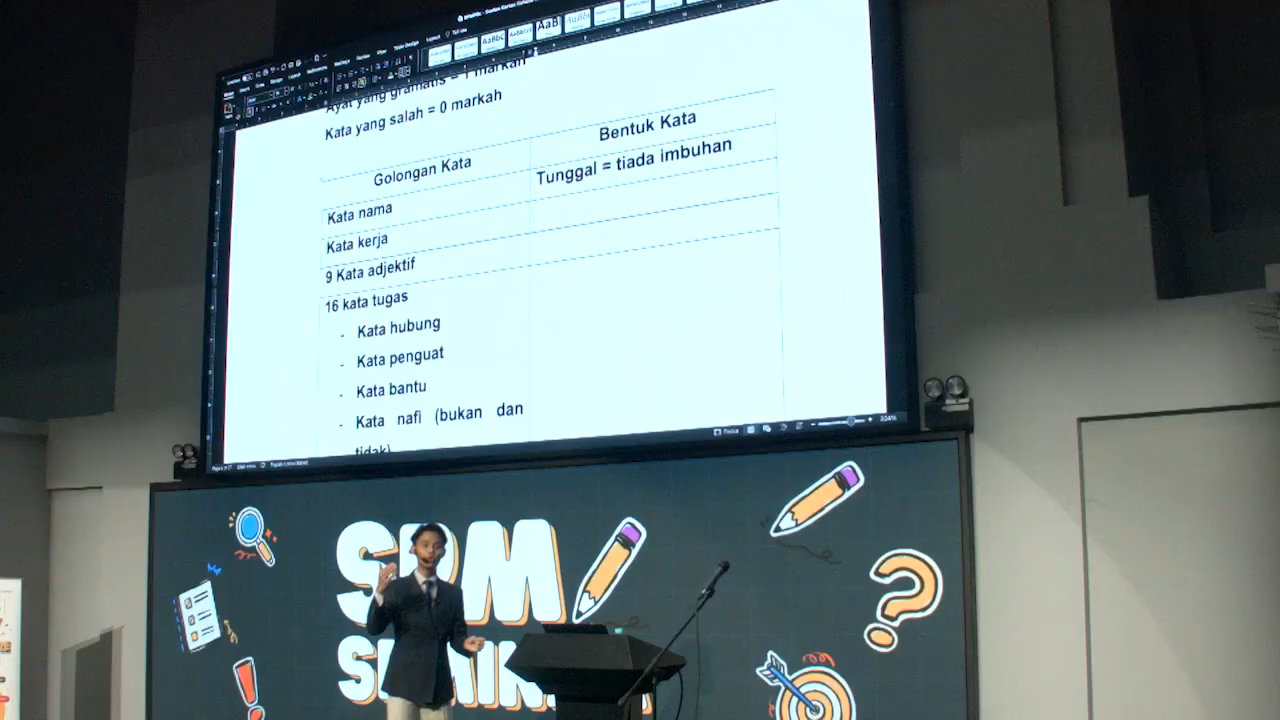 Ayat yang gramatis = 1 markah
Kata yang salah = 0 markah
Golongan Kata
Bentuk Kata
Kata nama
Tunggal = tiada imbuhan
Kata kerja
9 Kata adjektif
16 kata tugas
- Kata hubung
- Kata penguat
- Kata bantu
- Kata nafi (bukan dan
tidak)
SPM